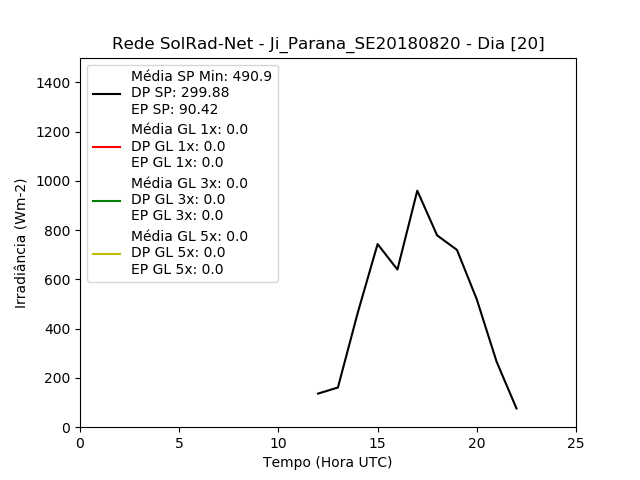 Rede SolRad-Net - Ji_Parana_SE20180820 - Dia [20]
Média SP Min: 490.9
DP SP: 299.88
EP SP: 90.42
Média GL 1x: 0.0
DP GL 1x: 0.0
EP GL 1x: 0.0
Média GL 3x: 0.0
DP GL 3x: 0.0
EP GL 3x: 0.0
Média GL 5x: 0.0
DP GL 5x: 0.0
EP GL 5x: 0.0
Irradiância (Wm-2)
1400
1200
1000
800
600
400
200
0
0 5 10 15 20 25
Tempo (Hora UTC)